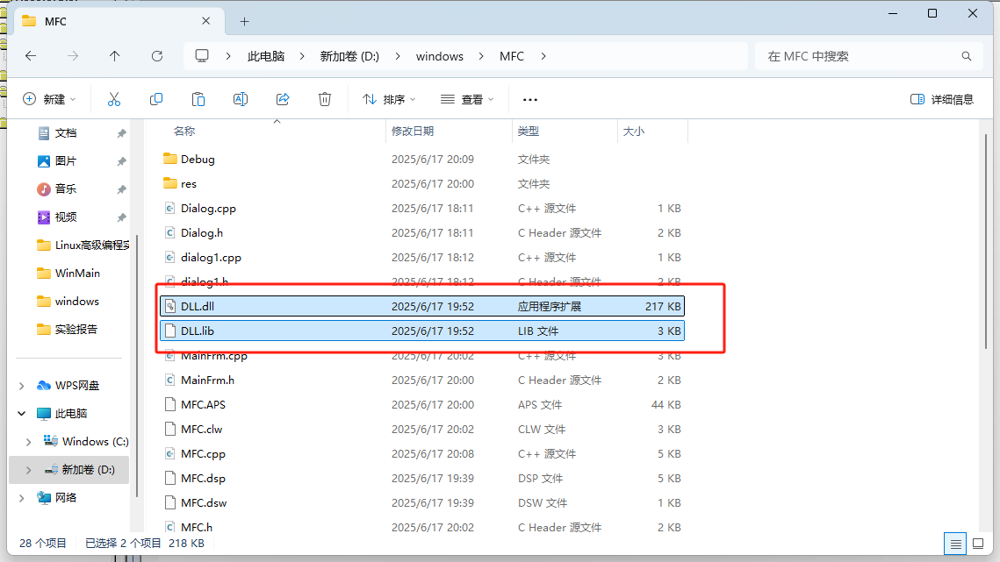 MFC
此电脑 新加卷 (D:) windows MFC
在 MFC 中搜索
新建 排序 查看 详细信息
文档
图片
音乐
视频
Linux高级编程实
WinMain
windows
实验报告
WPS网盘
此电脑
Windows (C:)
新加卷 (D:)
网络
名称 修改日期 类型 大小
Debug 2025/6/17 20:09 文件夹
res 2025/6/17 20:00 文件夹
Dialog.cpp 2025/6/17 18:11 C++ 源文件 1 KB
Dialog.h 2025/6/17 18:11 C Header 源文件 2 KB
dialog1.cpp 2025/6/17 18:12 C++ 源文件 1 KB
dialog1.h 2025/6/17 18:12 C Header 源文件 2 KB
DLL.dll 2025/6/17 19:52 应用程序扩展 217 KB
DLL.lib 2025/6/17 19:52 LIB 文件 3 KB
MainFrm.cpp 2025/6/17 20:02 C++ 源文件 3 KB
MainFrm.h 2025/6/17 20:00 C Header 源文件 2 KB
MFC.APS 2025/6/17 20:00 APS 文件 44 KB
MFC.clw 2025/6/17 20:02 CLW 文件 3 KB
MFC.cpp 2025/6/17 20:08 C++ 源文件 5 KB
MFC.dsp 2025/6/17 19:39 DSP 文件 5 KB
MFC.dsw 2025/6/17 19:39 DSW 文件 1 KB
MFC.h 2025/6/17 20:02 C Header 源文件 2 KB
28 个项目 已选择 2 个项目 218 KB